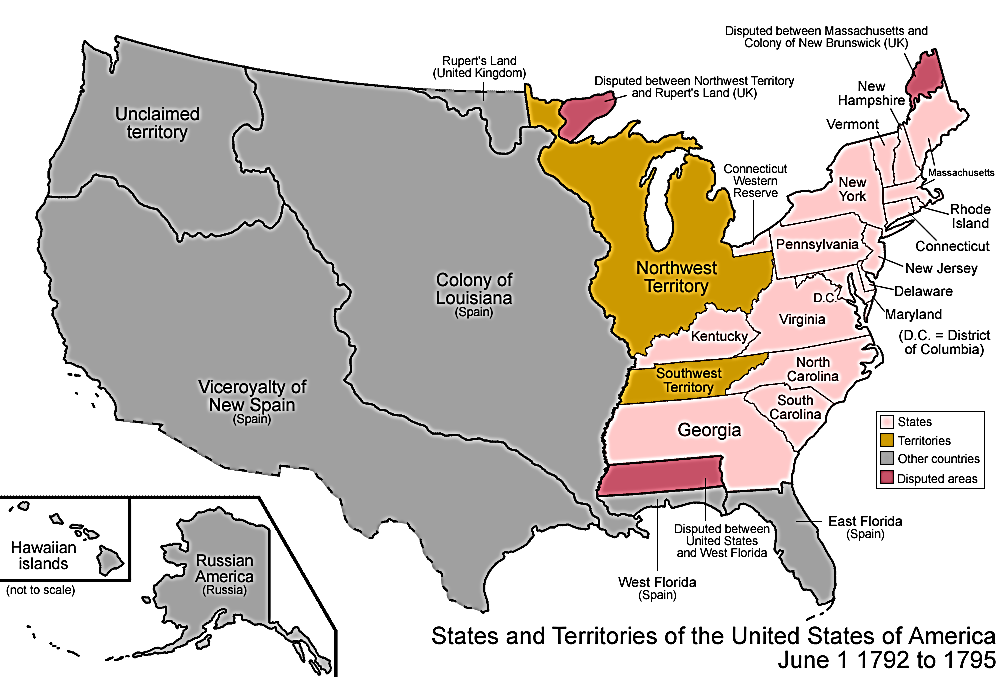 Disputed between Massachusetts and
Colony of New Brunswick (UK)
Rupert's Land
(United Kingdom)
Disputed between Northwest Territory
and Rupert's Land (UK)
New
Hampshire
Unclaimed
territory
Vermont
Connecticut
Western
Reserve
Massachusetts
New
York
Rhode
Island
Pennsylvania
Connecticut
Northwest
Territory
New Jersey
Colony of
Louisiana
(Spain)
D.C.
Delaware
Virginia
Maryland
Kentucky
(D.C. = District
of Columbia)
North
Carolina
Southwest
Territory
Viceroyalty of
New Spain
(Spain)
South
Carolina
Georgia
States
Territories
Other countries
Disputed areas
Disputed between
United States
and West Florida
East Florida
(Spain)
West Florida
(Spain)
Hawaiian
islands
(not to scale)
Russian
America
(Russia)
States and Territories of the United States of America
June 1 1792 to 1795